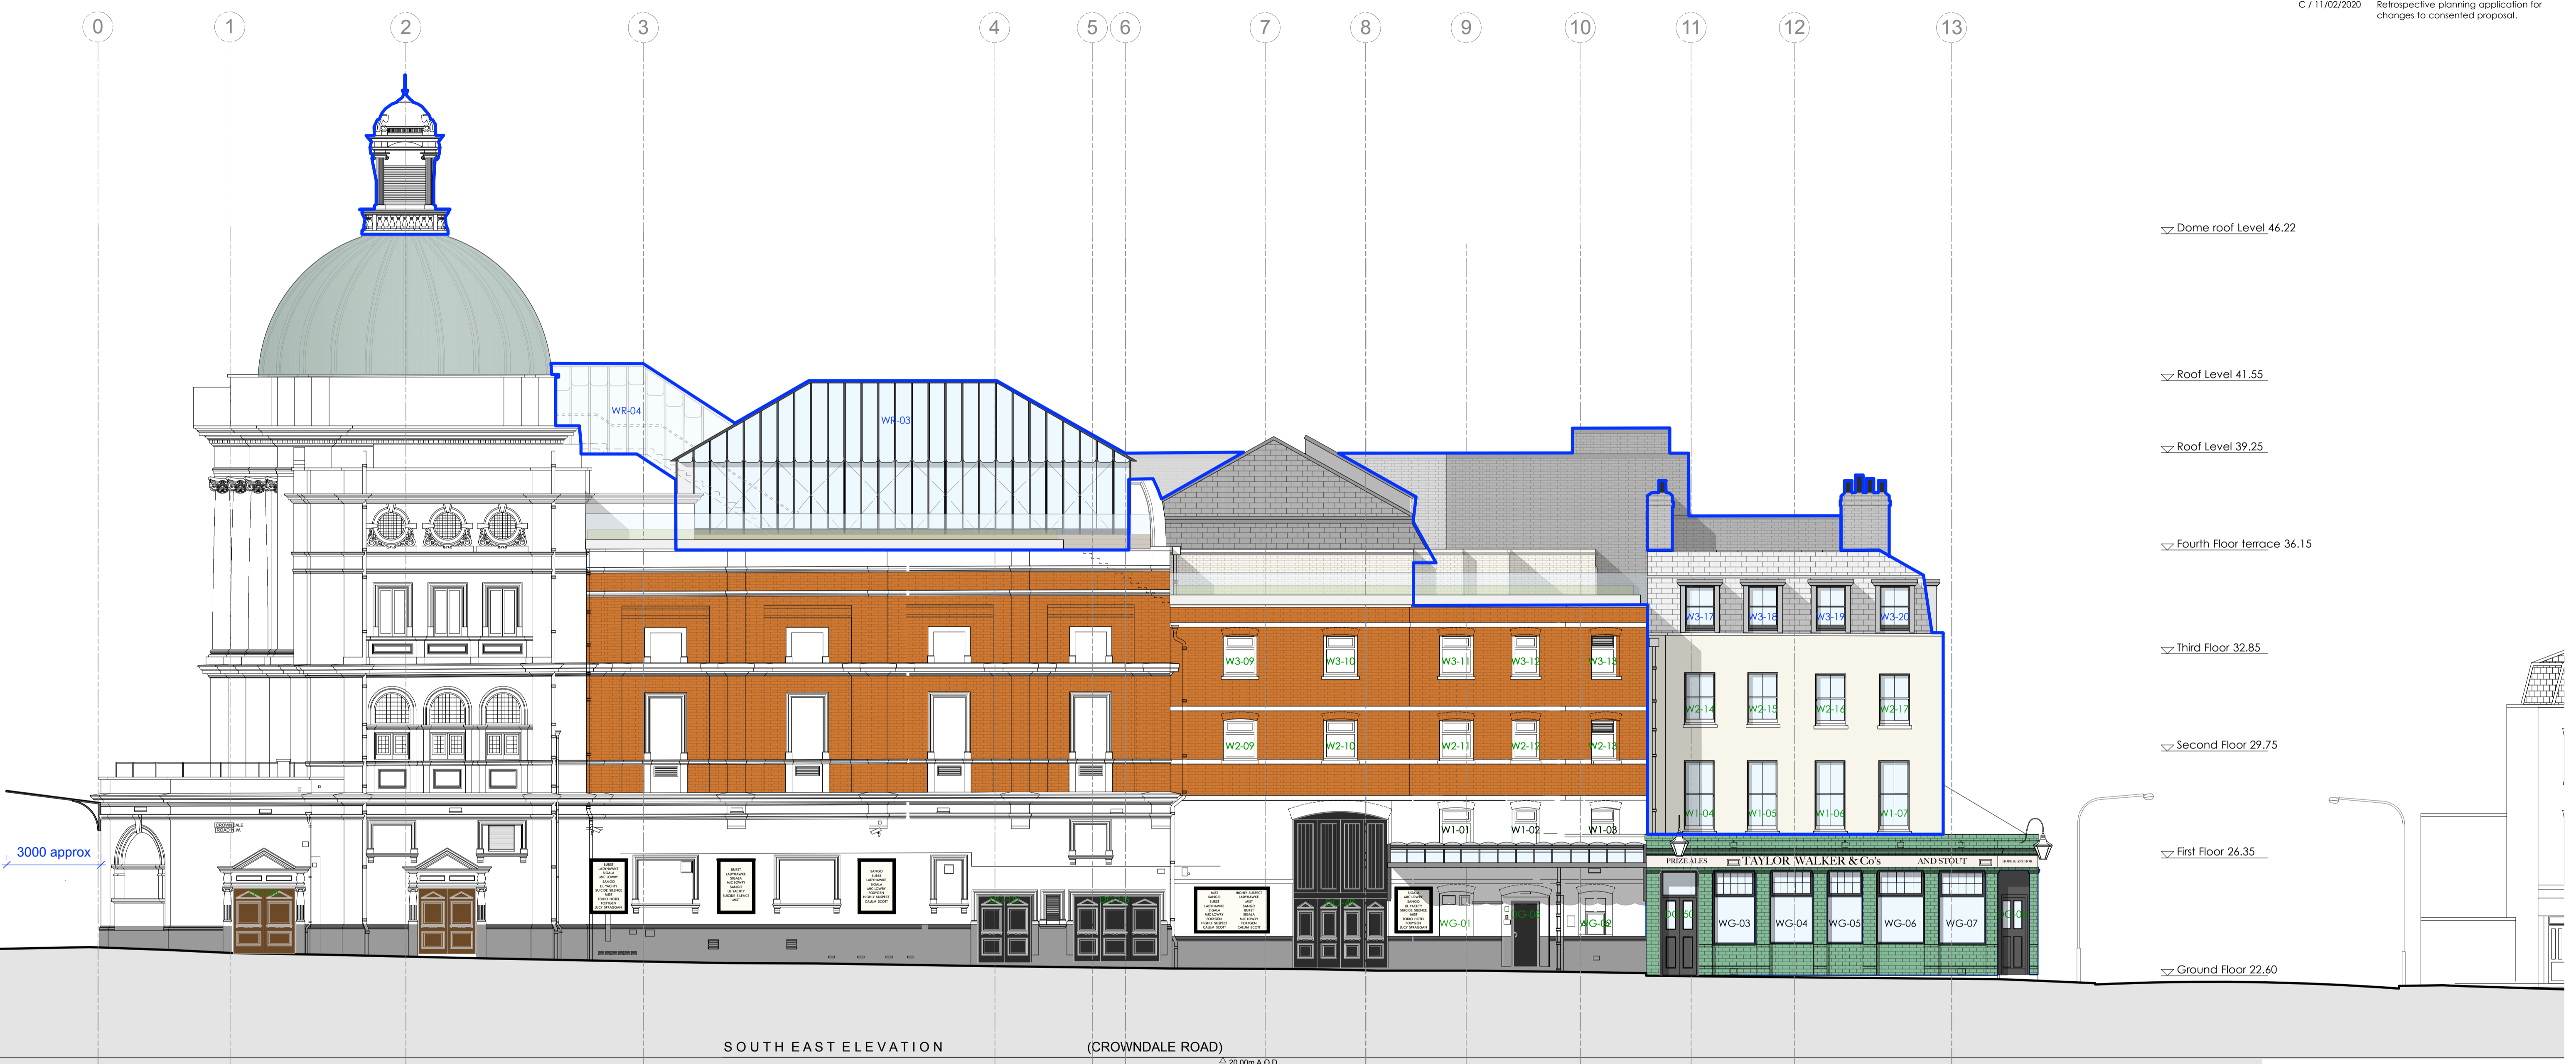 C / 11/02/2020 Retrospective planning application for
changes to consented proposal.
0 1 2 3 4 5 6 7 8 9 10 11 12 13
Dome roof Level 46.22
Roof Level 41.55
WR-04
WR-03
Roof Level 39.25
Fourth Floor terrace 36.15
W3-17 W3-18 W3-19 W3-20
Third Floor 32.85
W3-09 W3-10 W3-11 W3-12 W3-13
W2-14 W2-15 W2-16 W2-17
Second Floor 29.75
W2-09 W2-10 W2-11 W2-12 W2-13
W1-04 W1-05 W1-06 W1-07
CROWNDALE
ROAD N.W.
W1-01 W1-02 W1-03
3000 approx
First Floor 26.35
PRIZE ALES TAYLOR WALKER & Co's AND STOUT
WG-01 WG-02 WG-03 WG-04 WG-05 WG-06 WG-07
Ground Floor 22.60
SOUTH EAST ELEVATION (CROWNDALE ROAD)
20.00m A.O.D